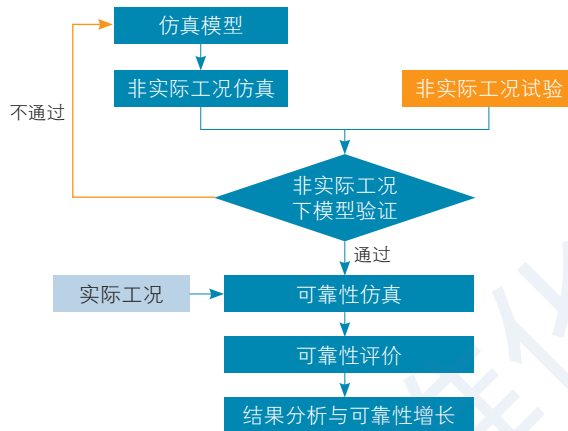 仿真模型
非实际工况仿真
非实际工况试验
不通过
非实际工况
下模型验证
通过
实际工况
可靠性仿真
可靠性评价
结果分析与可靠性增长